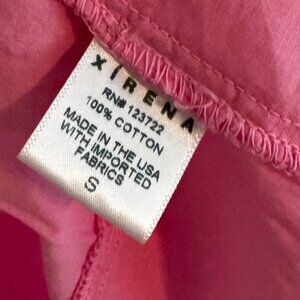 XIRENA
RN# 123722
100% COTTON
MADE IN THE USA
WITH IMPORTED
FABRICS
S